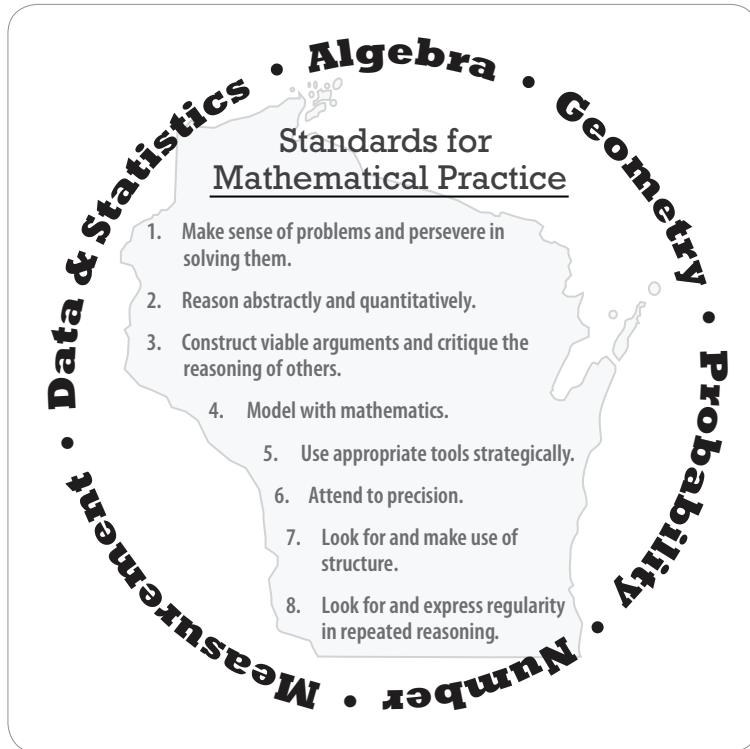 Data & Statistics • Algebra • Geometry • Probability • Number • Measurement •
Standards for
Mathematical Practice
1. Make sense of problems and persevere in
solving them.
2. Reason abstractly and quantitatively.
3. Construct viable arguments and critique the
reasoning of others.
4. Model with mathematics.
5. Use appropriate tools strategically.
6. Attend to precision.
7. Look for and make use of
structure.
8. Look for and express regularity
in repeated reasoning.